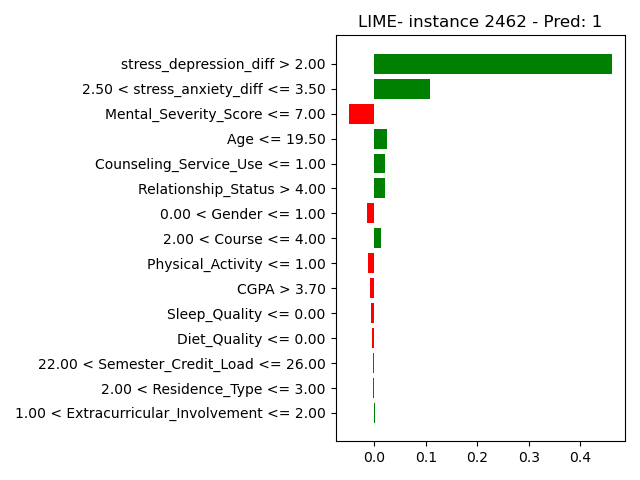 LIME- instance 2462 - Pred: 1
stress_depression_diff > 2.00
2.50 < stress_anxiety_diff <= 3.50
Mental_Severity_Score <= 7.00
Age <= 19.50
Counseling_Service_Use <= 1.00
Relationship_Status > 4.00
0.00 < Gender <= 1.00
2.00 < Course <= 4.00
Physical_Activity <= 1.00
CGPA > 3.70
Sleep_Quality <= 0.00
Diet_Quality <= 0.00
22.00 < Semester_Credit_Load <= 26.00
2.00 < Residence_Type <= 3.00
1.00 < Extracurricular_Involvement <= 2.00
0.0 0.1 0.2 0.3 0.4